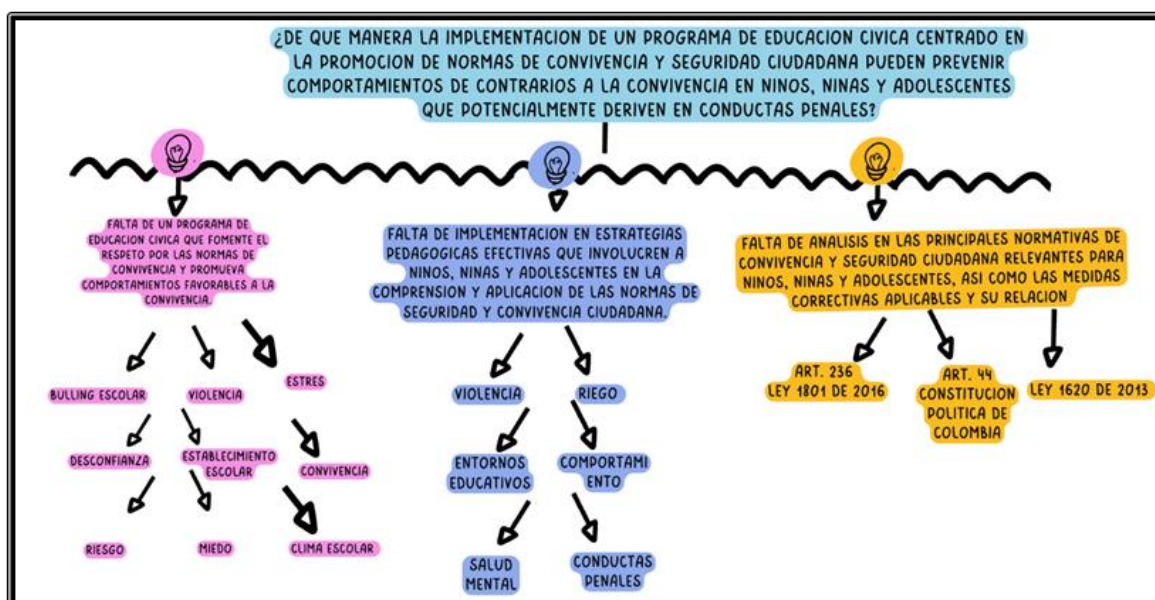 ¿DE QUE MANERA LA IMPLEMENTACION DE UN PROGRAMA DE EDUCACION CIVICA CENTRADO EN
LA PROMOCION DE NORMAS DE CONVIVENCIA Y SEGURIDAD CIUDADANA PUEDEN PREVENIR
COMPORTAMIENTOS DE CONTRARIOS A LA CONVIVENCIA EN NINOS, NINAS Y ADOLESCENTES
QUE POTENCIALMENTE DERIVEN EN CONDUCTAS PENALES?
FALTA DE UN PROGRAMA DE
EDUCACION CIVICA QUE FOMENTE EL
RESPETO POR LAS NORMAS DE
CONVIVENCIA Y PROMUEVA
COMPORTAMIENTOS FAVORABLES A LA
CONVIVENCIA.
BULLING ESCOLAR
VIOLENCIA
ESTRES
DESCONFIANZA
ESTABLECIMIENTO
ESCOLAR
CONVIVENCIA
RIESGO
MIEDO
CLIMA ESCOLAR
FALTA DE IMPLEMENTACION EN ESTRATEGIAS
PEDAGOGICAS EFECTIVAS QUE INVOLUCREN A
NINOS, NINAS Y ADOLESCENTES EN LA
COMPRENSION Y APLICACION DE LAS NORMAS DE
SEGURIDAD Y CONVIVENCIA CIUDADANA.
VIOLENCIA
RIEGO
ENTORNOS
EDUCATIVOS
COMPORTAMI
ENTO
SALUD
MENTAL
CONDUCTAS
PENALES
FALTA DE ANALISIS EN LAS PRINCIPALES NORMATIVAS DE
CONVIVENCIA Y SEGURIDAD CIUDADANA RELEVANTES PARA
NINOS, NINAS Y ADOLESCENTES, ASI COMO LAS MEDIDAS
CORRECTIVAS APLICABLES Y SU RELACION
ART. 236
LEY 1801 DE 2016
ART. 44
CONSTITUCION
POLITICA DE
COLOMBIA
LEY 1620 DE 2013